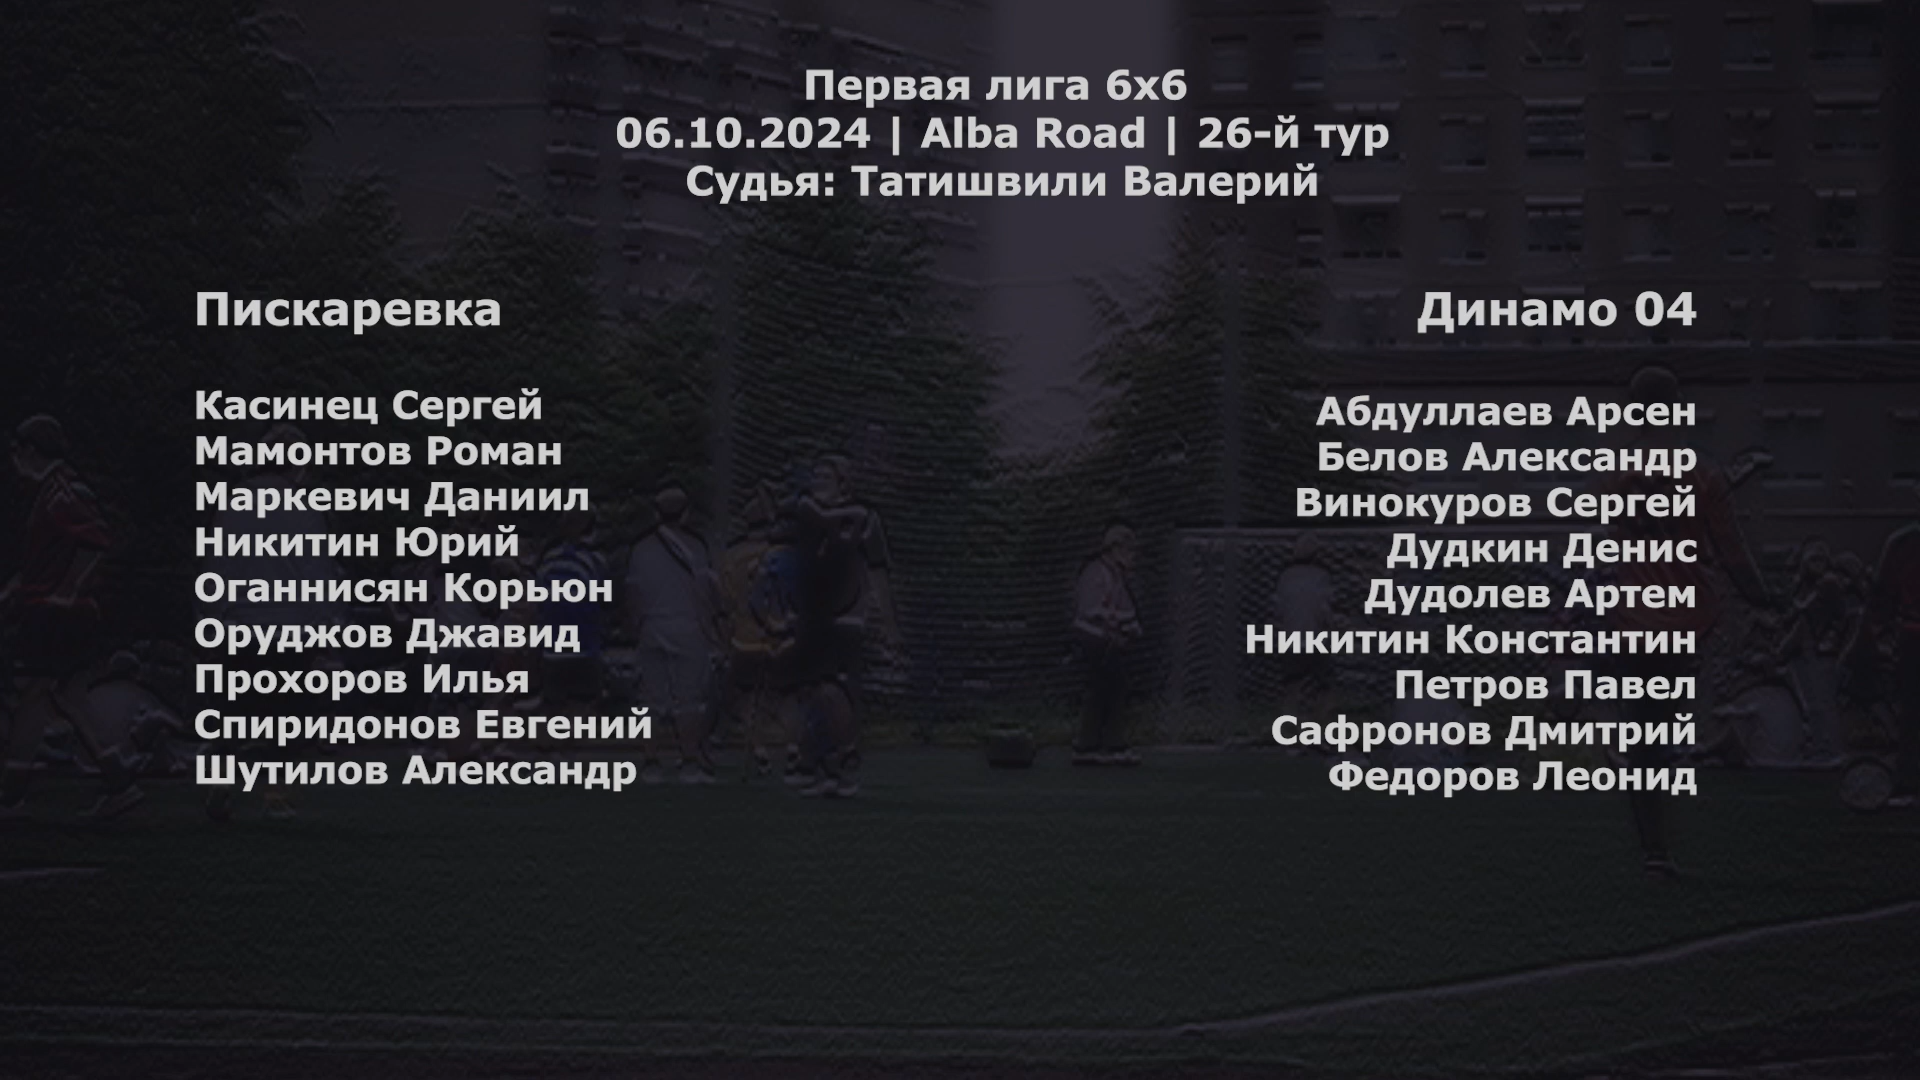 Первая лига 6х6
06.10.2024 | Alba Road | 26-й тур
Судья: Татишвили Валерий
Пискаревка
Касинец Сергей
Мамонтов Роман
Маркевич Даниил
Никитин Юрий
Оганнисян Корьюн
Оруджов Джавид
Прохоров Илья
Спиридонов Евгений
Шутилов Александр
Динамо 04
Абдуллаев Арсен
Белов Александр
Винокуров Сергей
Дудкин Денис
Дудолев Артем
Никитин Константин
Петров Павел
Сафронов Дмитрий
Федоров Леонид